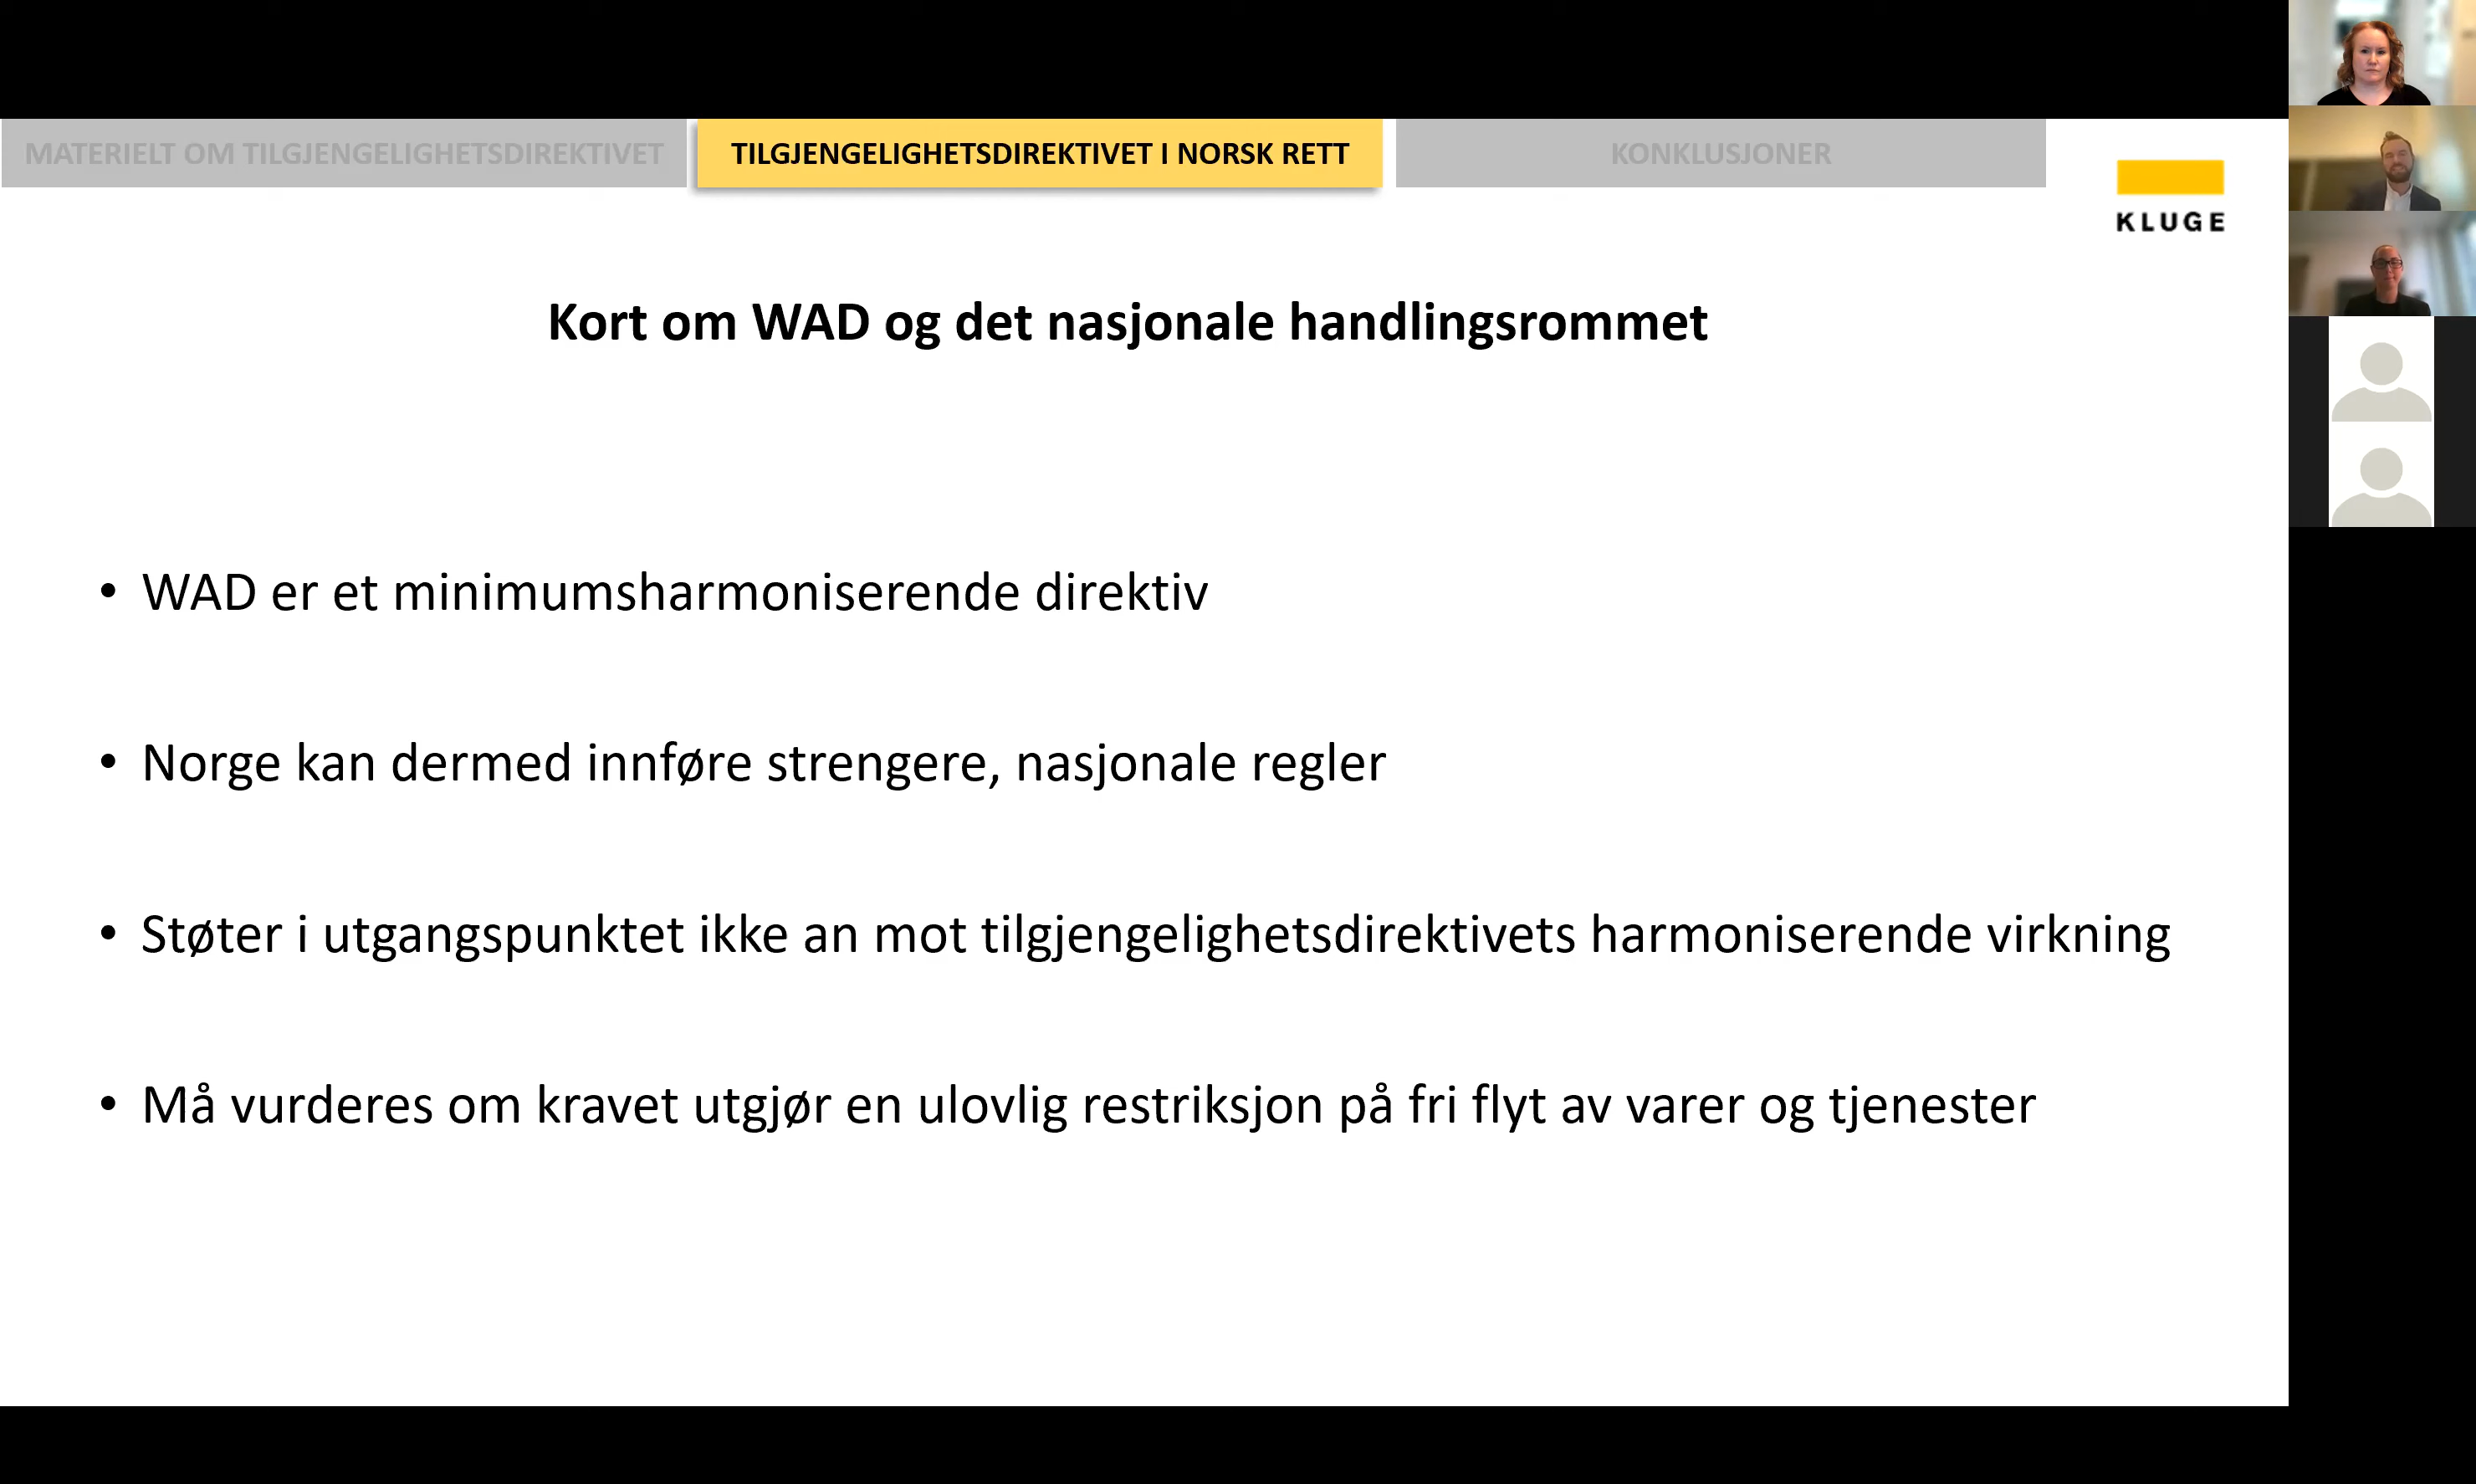 MATERIELT OM TILGJENGELIGHETSDIREKTIVET
TILGJENGELIGHETSDIREKTIVET I NORSK RETT
KONKLUSJONER
KLUGE
Kort om WAD og det nasjonale handlingsrommet
• WAD er et minimumsharmoniserende direktiv
• Norge kan dermed innføre strengere, nasjonale regler
• Støter i utgangspunktet ikke an mot tilgjengelighetsdirektivets harmoniserende virkning
• Må vurderes om kravet utgjør en ulovlig restriksjon på fri flyt av varer og tjenester